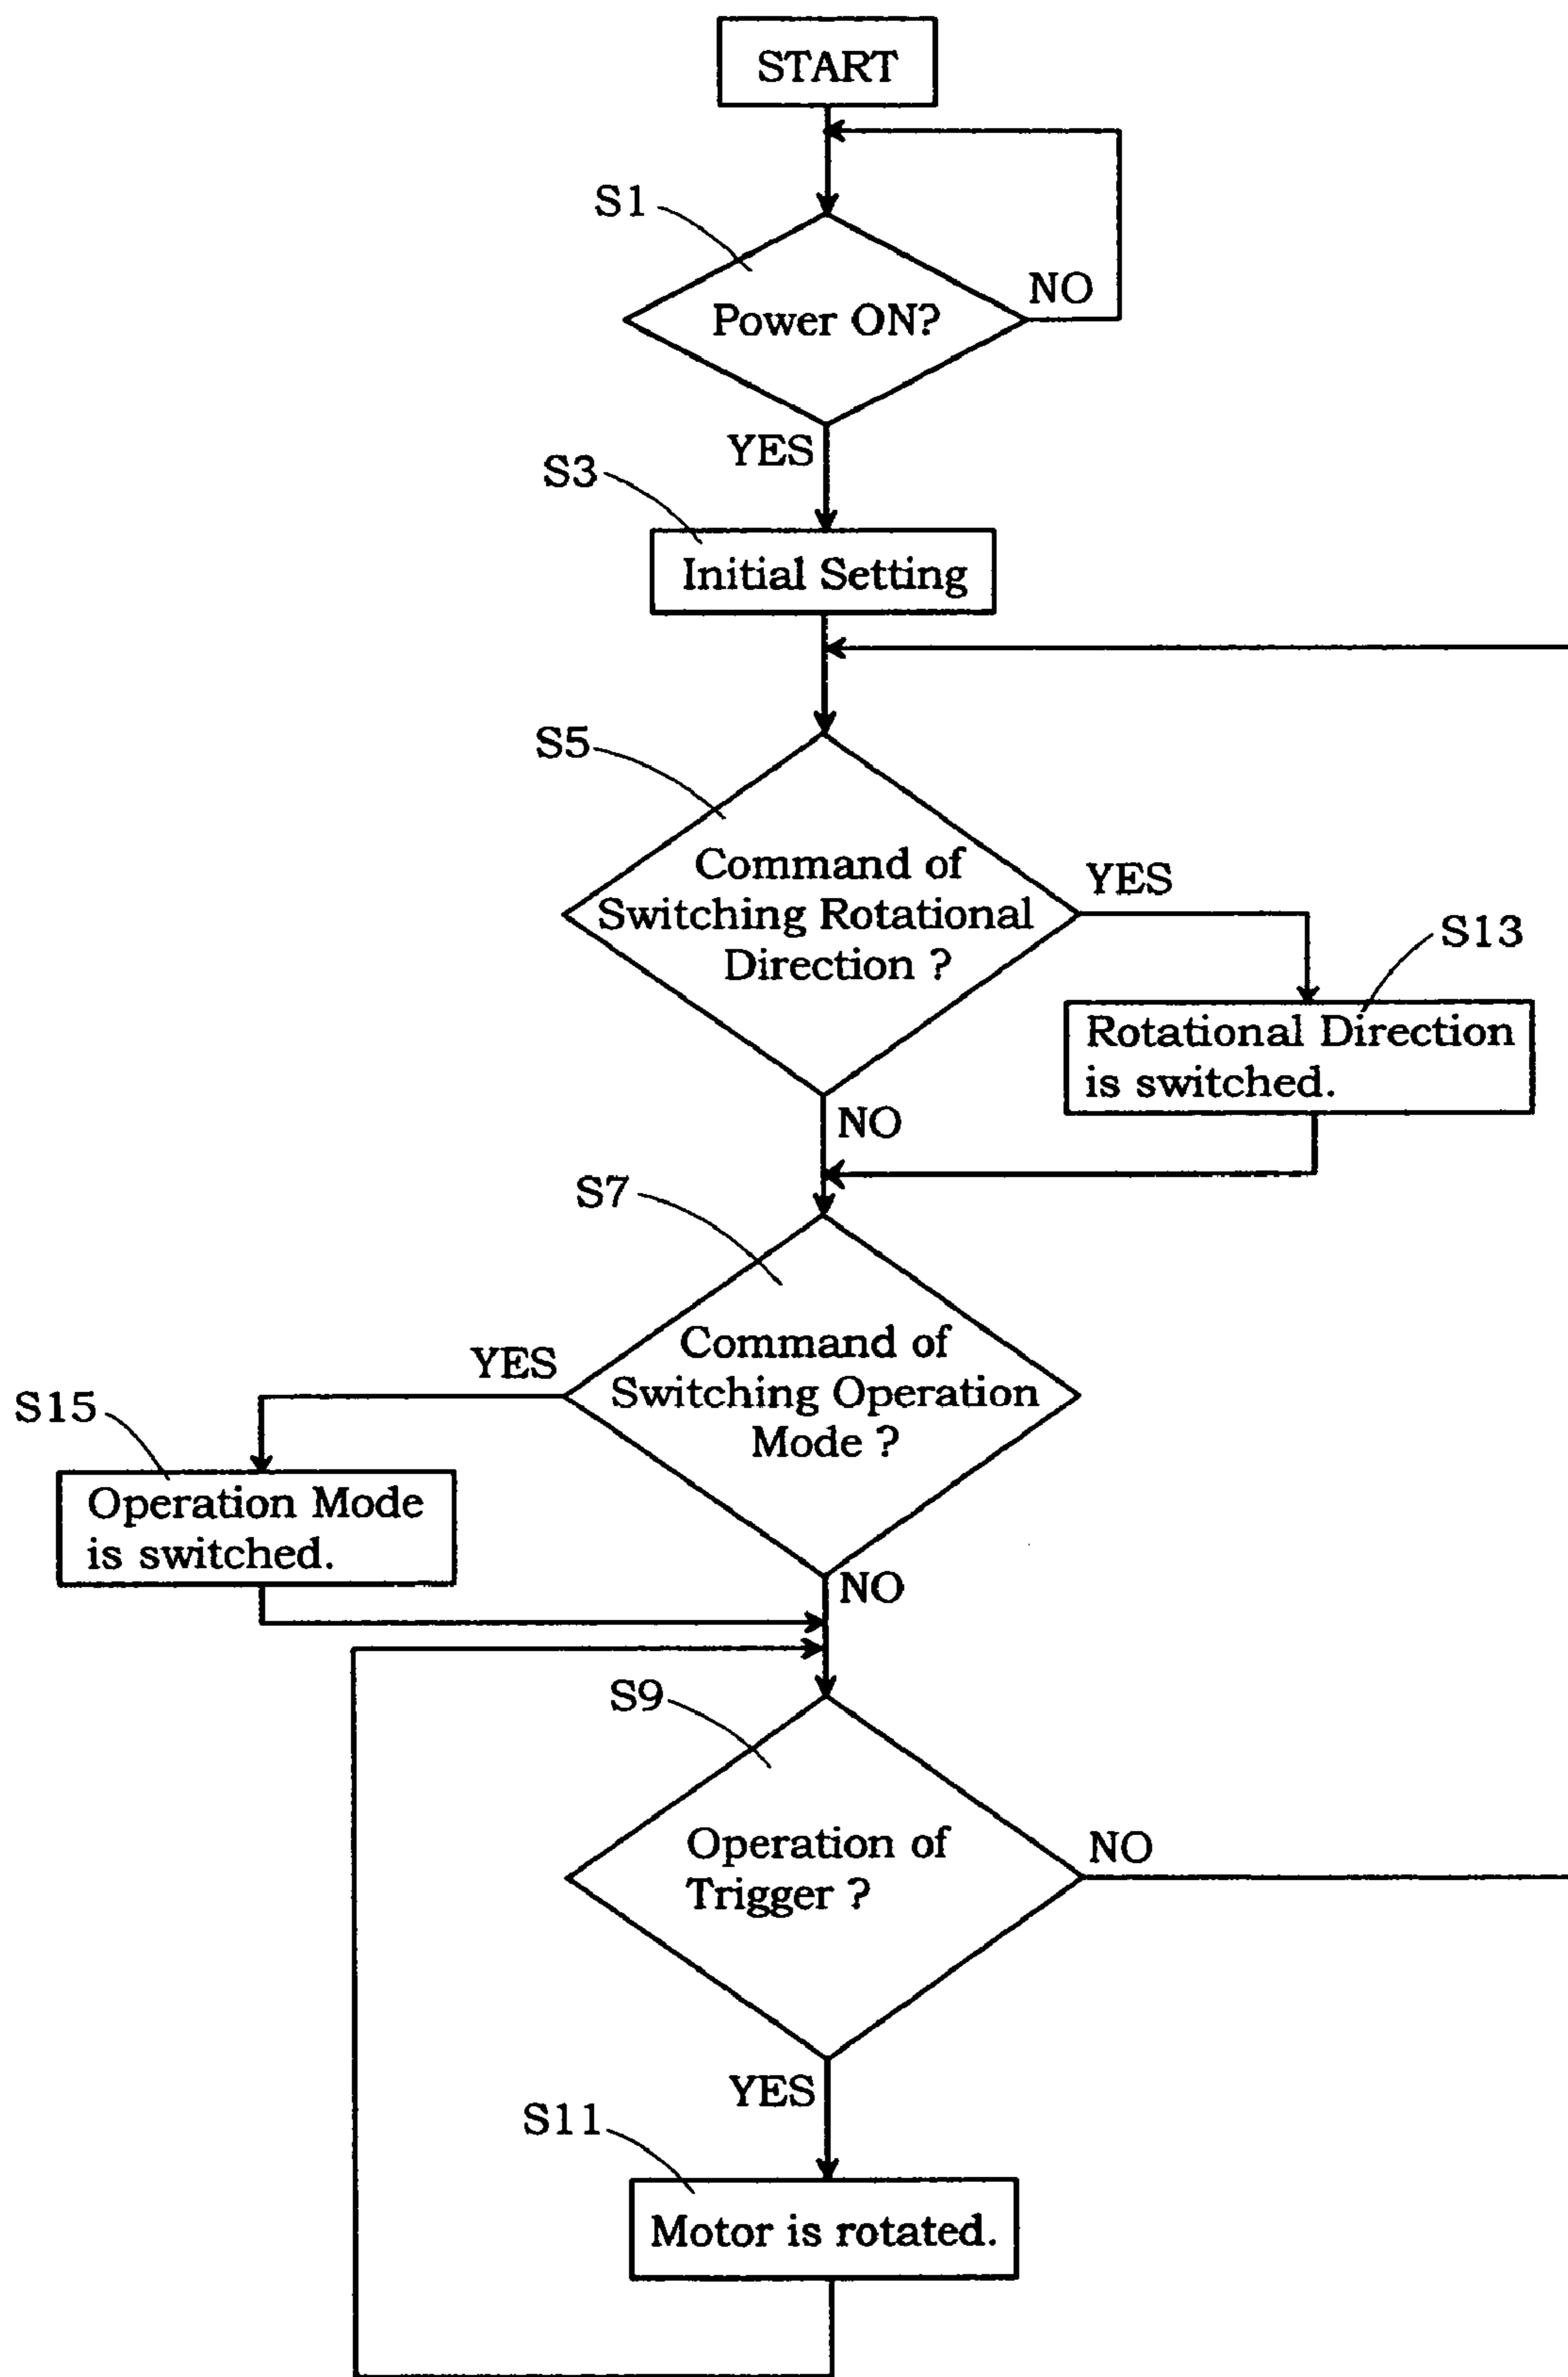 START
S1
Power ON?
NO
YES
S3
Initial Setting
S5
Command of
Switching Rotational
Direction ?
YES
S13
Rotational Direction
is switched.
NO
S7
Command of
Switching Operation
Mode ?
YES
S15
Operation Mode
is switched.
NO
S9
Operation of
Trigger ?
NO
YES
S11
Motor is rotated.